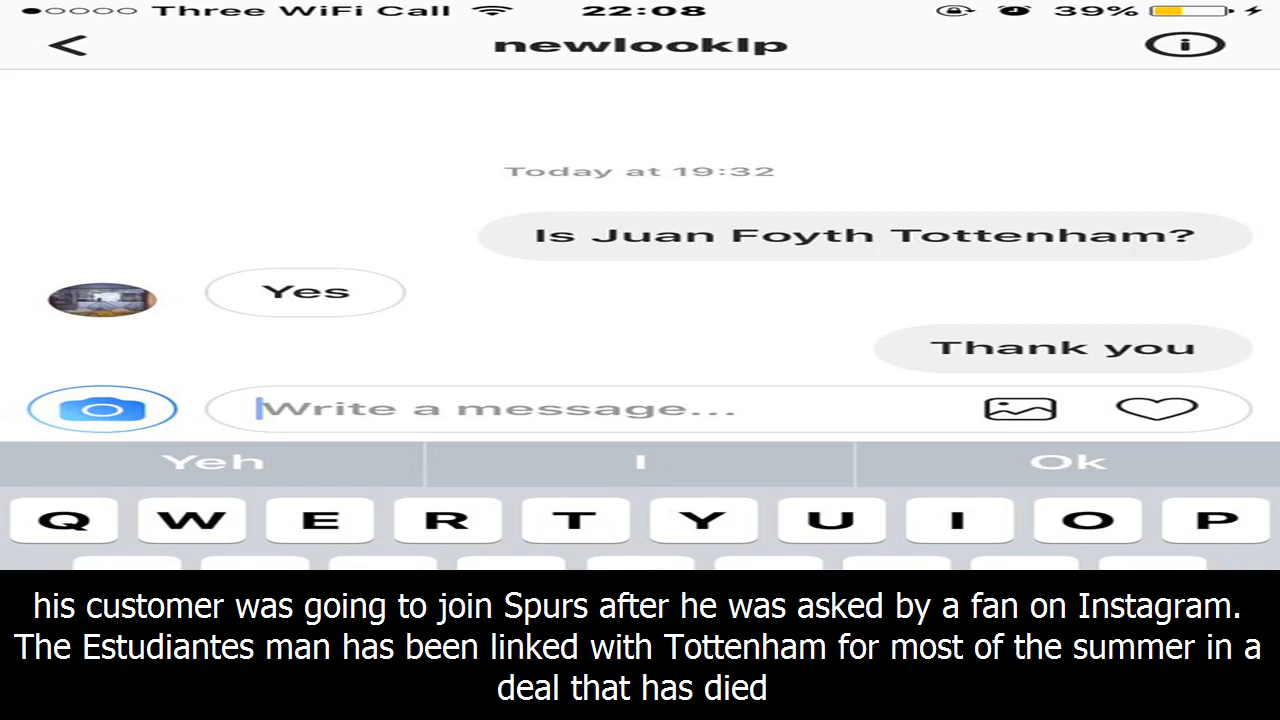 Three WiFi Call 22:08 39%
newlooklp
Today at 19:32
Is Juan Foyth Tottenham?
Yes
Thank you
Write a message...
Yeh I Ok
Q W E R T Y U I O P
his customer was going to join Spurs after he was asked by a fan on Instagram.
The Estudiantes man has been linked with Tottenham for most of the summer in a
deal that has died